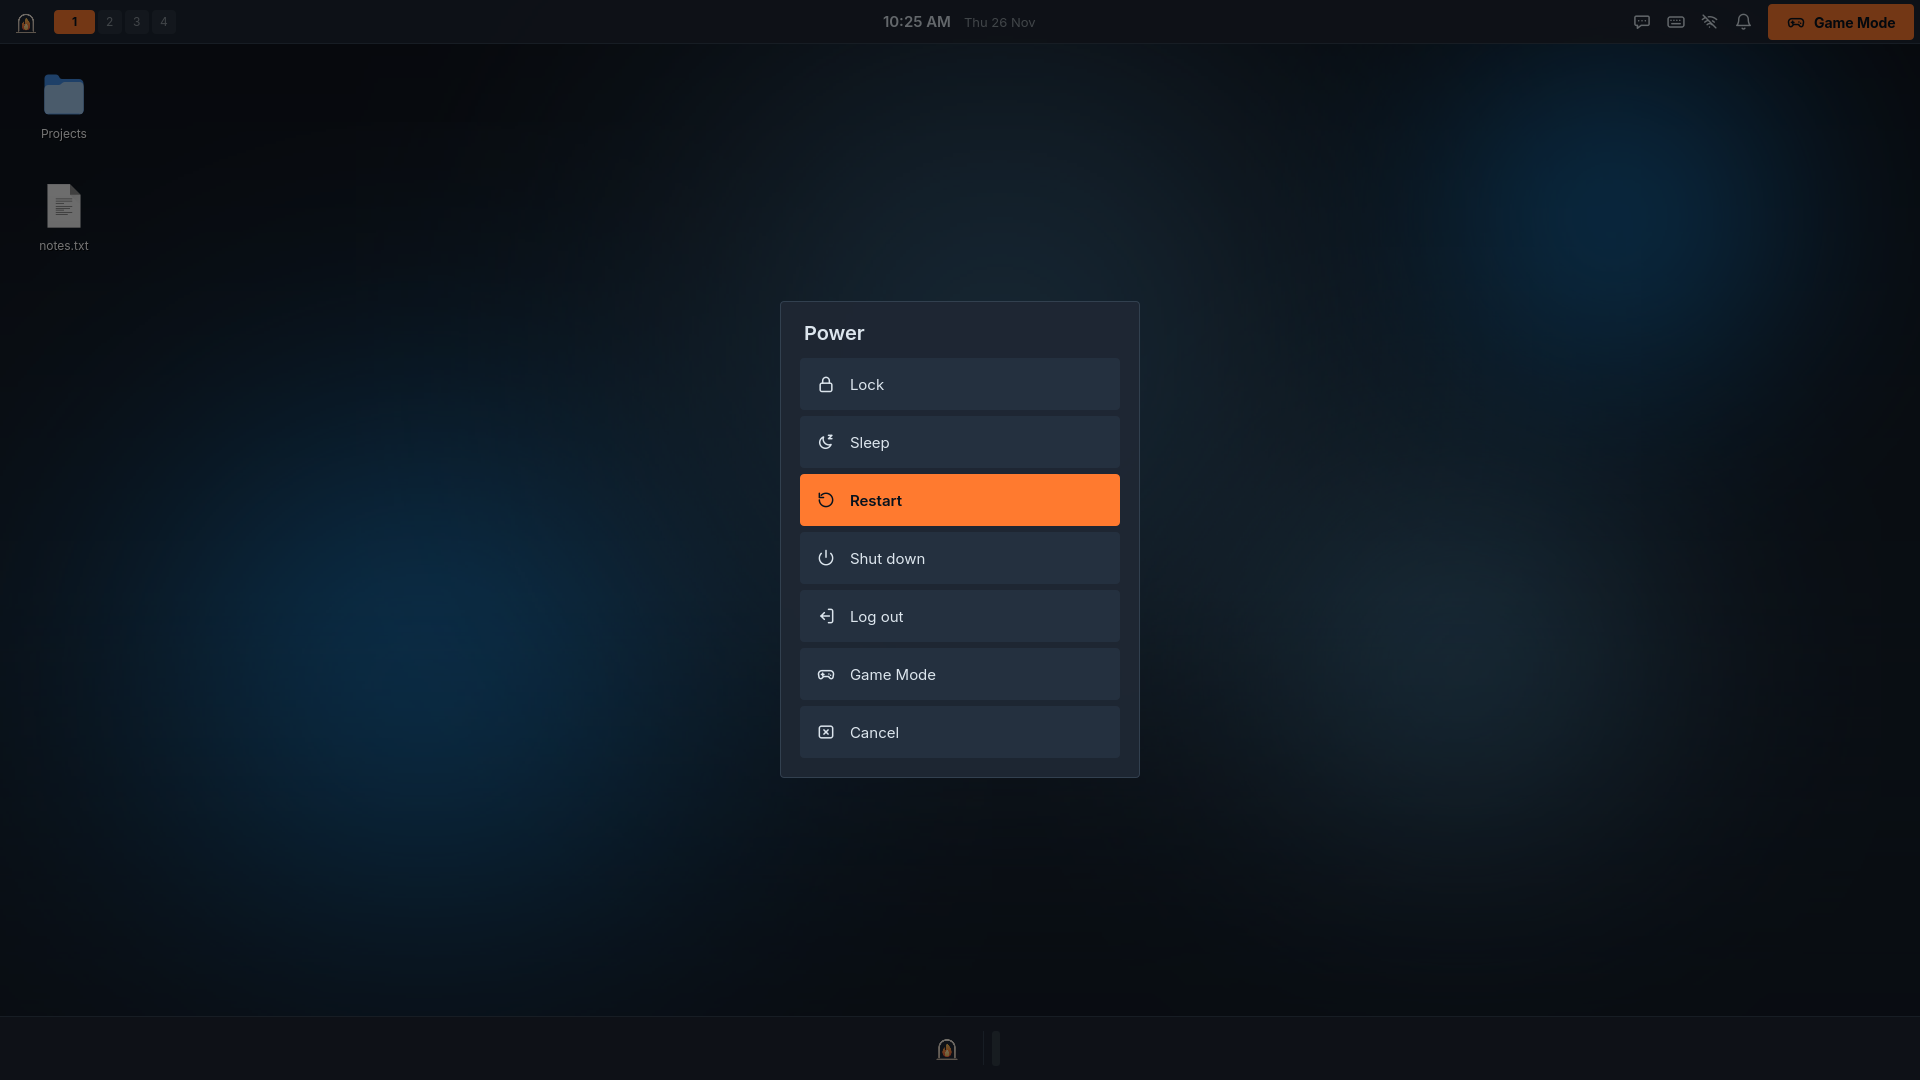 1 2 3 4
10:25 AM Thu 26 Nov
Game Mode
Projects
notes.txt
Power
Lock
Sleep
Restart
Shut down
Log out
Game Mode
Cancel